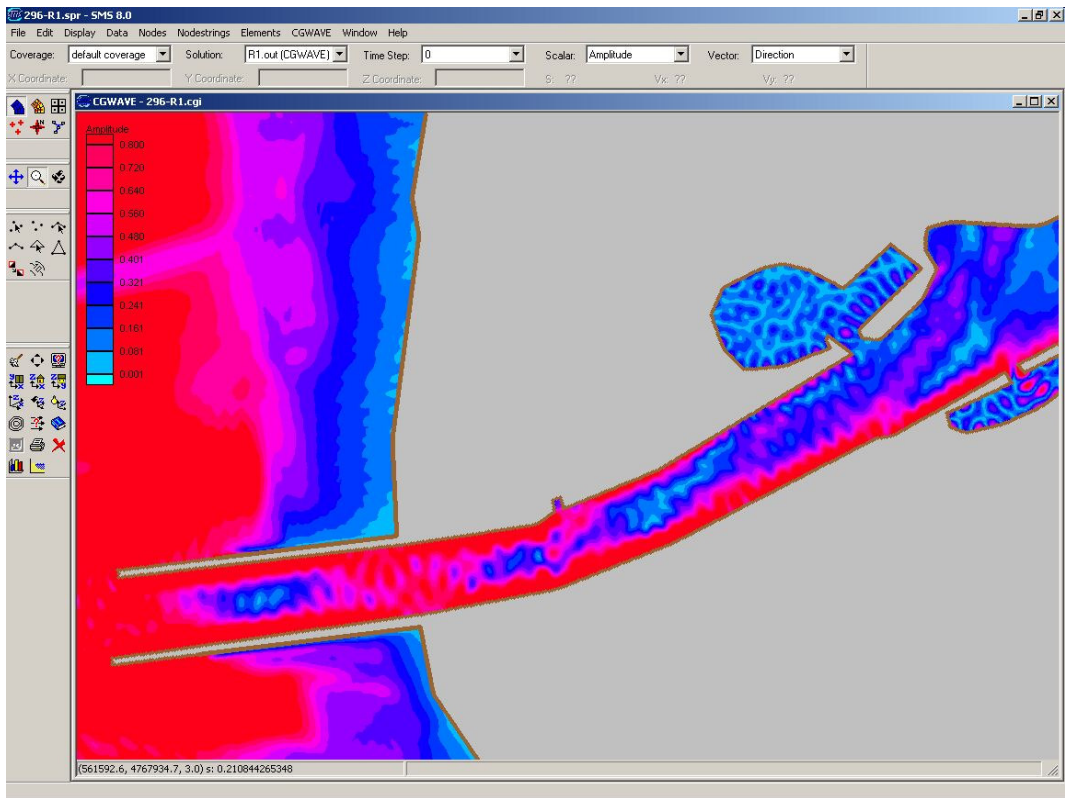 296-R1.spr - SMS 8.0
File Edit Display Data Nodes Nodestrings Elements CGWAVE Window Help
Coverage: default coverage Solution: R1.out (CGWAVE) Time Step: 0 Scalar: Amplitude Vector: Direction
X Coordinate: Y Coordinate: Z Coordinate: S: ?? Vx: ?? Vy: ??
CGWAVE - 296-R1.cgi
Amplitude
0.800
0.720
0.640
0.560
0.480
0.401
0.321
0.241
0.161
0.081
0.001
(561592.6, 4767934.7, 3.0) s: 0.210844265348